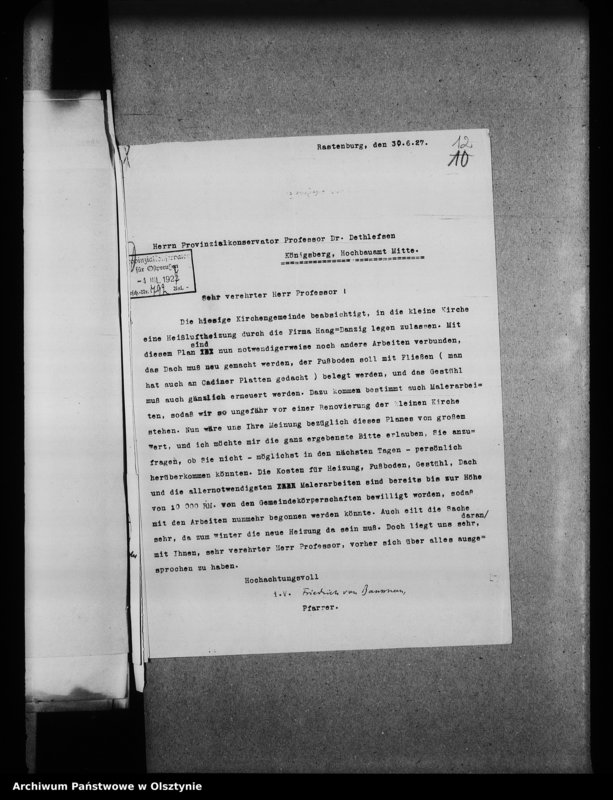 Rastenburg, den 30.6.27.
12
10
Herrn Provinzialkonservator Professor Dr. Dethlefsen
Königsberg, Hochbauamt Mitte.
für Ostpreußen
Sehr verehrter Herr Professor !
Die hiesige Kirchengemeinde beabsichtigt, in die kleine Kirche
eine Heißluftheizung durch die Firma Haag=Danzig legen zulassen. Mit
sind
diesem Plan XXX nun notwendigerweise noch andere Arbeiten verbunden,
das Dach muß neu gemacht werden, der Fußboden soll mit Fließen ( man
hat auch an Cadiner Platten gedacht ) belegt werden, und das Gestühl
muß auch gänzlich erneuert werden. Dazu kommen bestimmt auch Malerarbei=
ten, sodaß wir so ungefähr vor einer Renovierung der kleinen Kirche
stehen. Nun wäre uns Ihre Meinung bezüglich dieses Planes von großem
Wert, und ich möchte mir die ganz ergebenste Bitte erlauben, Sie anzu=
fragen, ob Sie nicht - möglichst in den nächsten Tagen - persönlich
herüberkommen könnten. Die Kosten für Heizung, Fußboden, Gestühl, Dach
und die allernotwendigsten XXXX Malerarbeiten sind bereits bis zur Höhe
von 10 000 RM. von den Gemeindekörperschaften bewilligt worden, sodaß
mit den Arbeiten nunmehr begonnen werden könnte. Auch eilt die Sache
daran/
sehr, da zum Winter die neue Heizung da sein muß. Doch liegt uns sehr,
mit Ihnen, sehr verehrter Herr Professor, vorher sich über alles ausge=
sprochen zu haben.
Hochachtungsvoll
i.V. Friedrich von
Pfarrer.
Archiwum Państwowe w Olsztynie